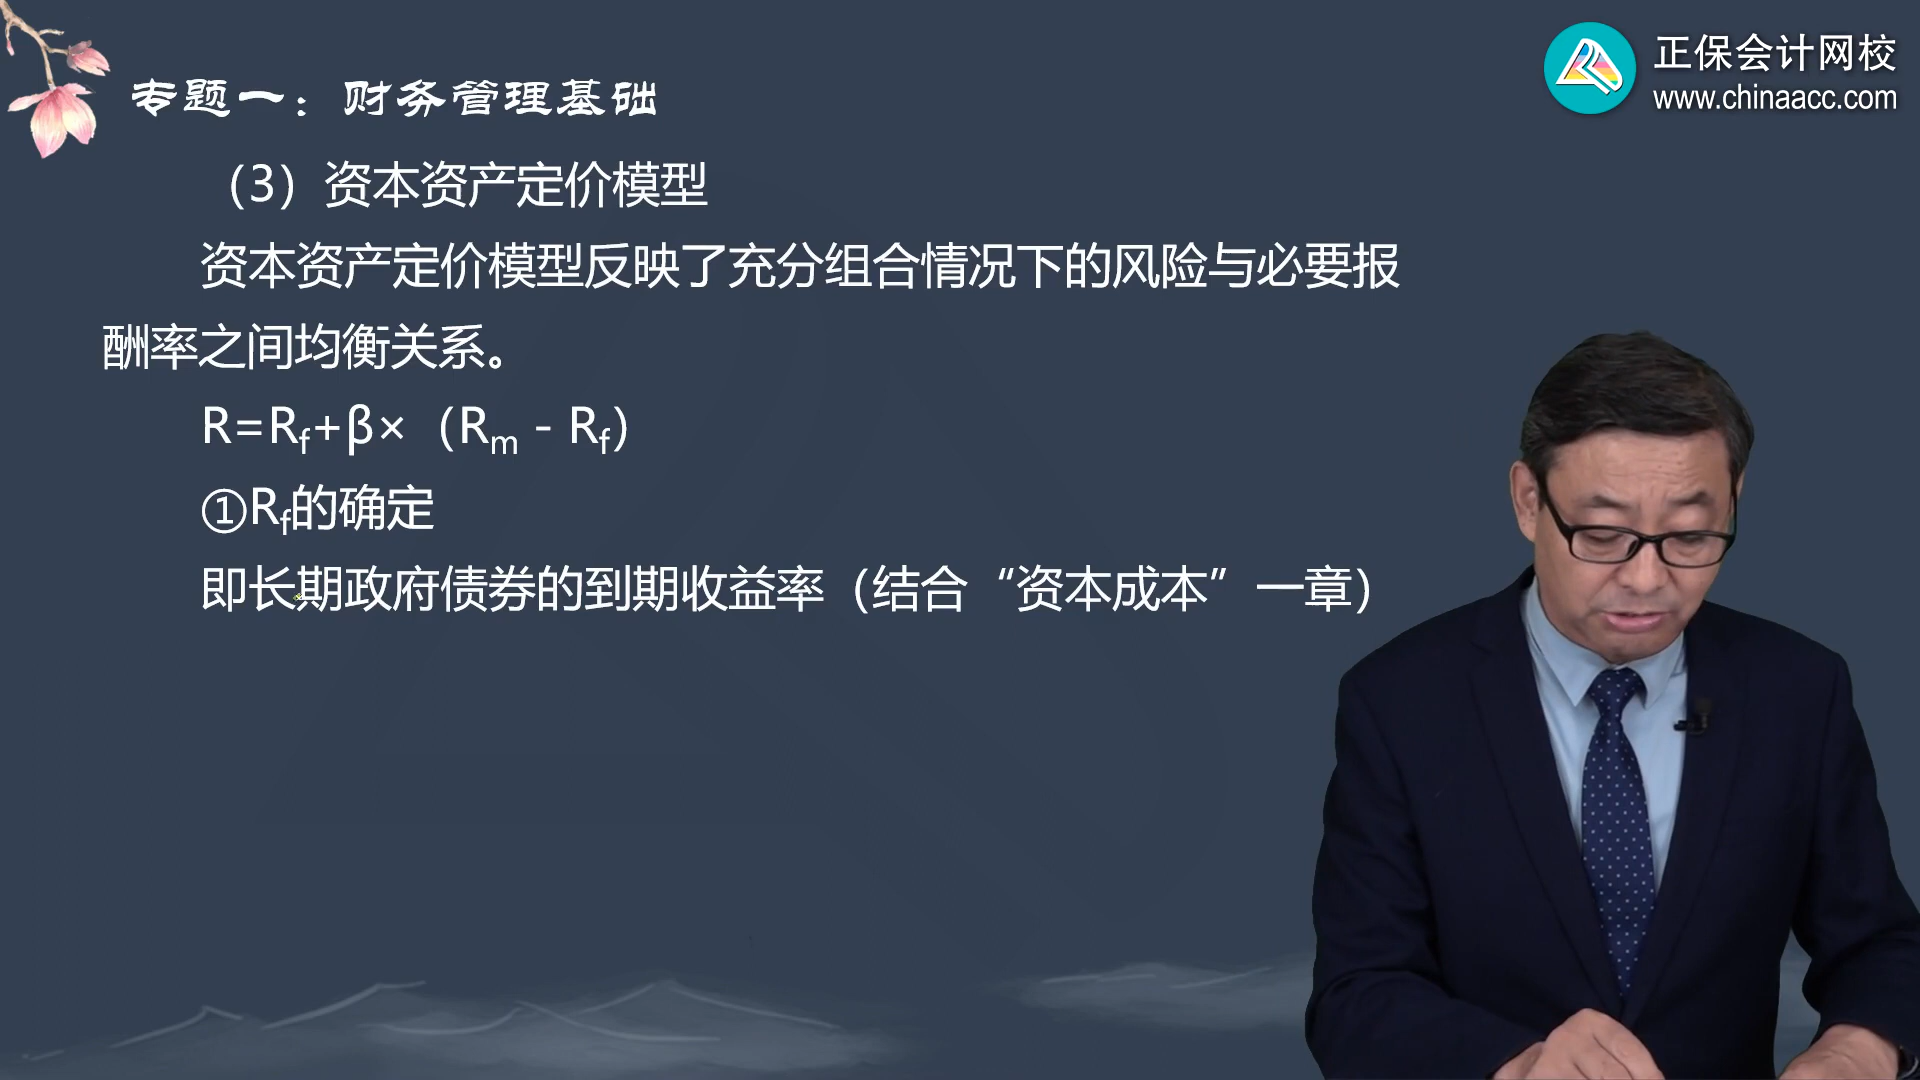 正保会计网校
www.chinaacc.com
专题一：财务管理基础
（3）资本资产定价模型
资本资产定价模型反映了充分组合情况下的风险与必要报
酬率之间均衡关系。
R=Rf+β×（Rm - Rf）
①Rf的确定
即长期政府债券的到期收益率（结合“资本成本”一章）